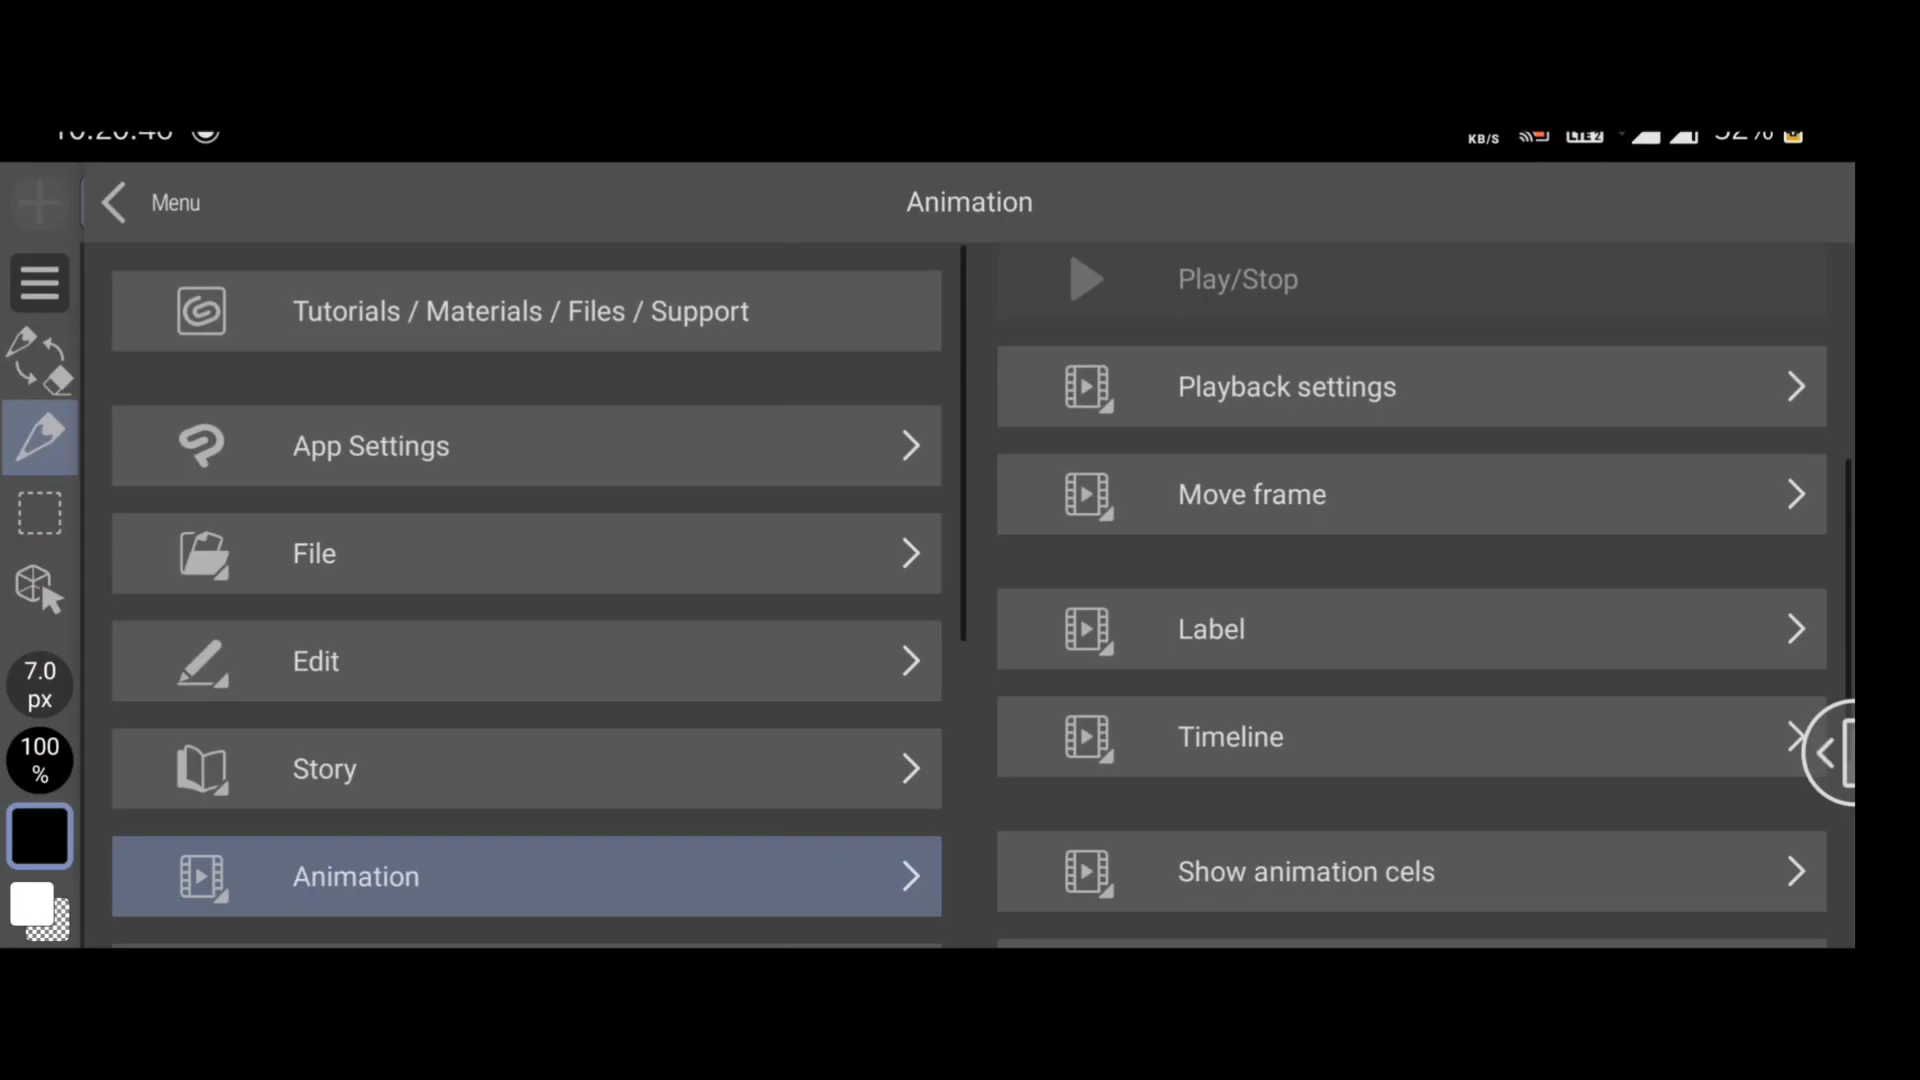 KB/S
Menu
Animation
Tutorials / Materials / Files / Support
App Settings
File
Edit
Story
Animation
Play/Stop
Playback settings
Move frame
Label
Timeline
Show animation cels
7.0
px
100
%